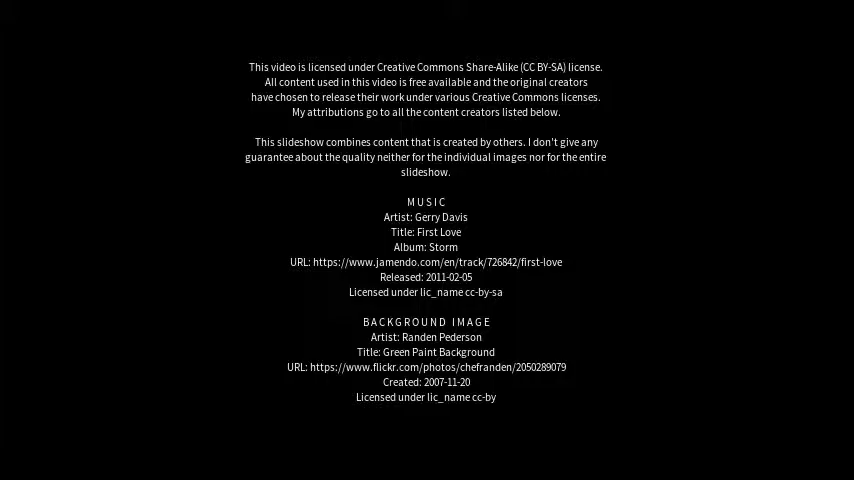 This video is licensed under Creative Commons Share-Alike (CC BY-SA) license.
All content used in this video is free available and the original creators
have chosen to release their work under various Creative Commons licenses.
My attributions go to all the content creators listed below.
This slideshow combines content that is created by others. I don't give any
guarantee about the quality neither for the individual images nor for the entire
slideshow.
MUSIC
Artist: Gerry Davis
Title: First Love
Album: Storm
URL: https://www.jamendo.com/en/track/726842/first-love
Released: 2011-02-05
Licensed under lic_name cc-by-sa
BACKGROUND IMAGE
Artist: Randen Pederson
Title: Green Paint Background
URL: https://www.flickr.com/photos/chefranden/2050289079
Created: 2007-11-20
Licensed under lic_name cc-by